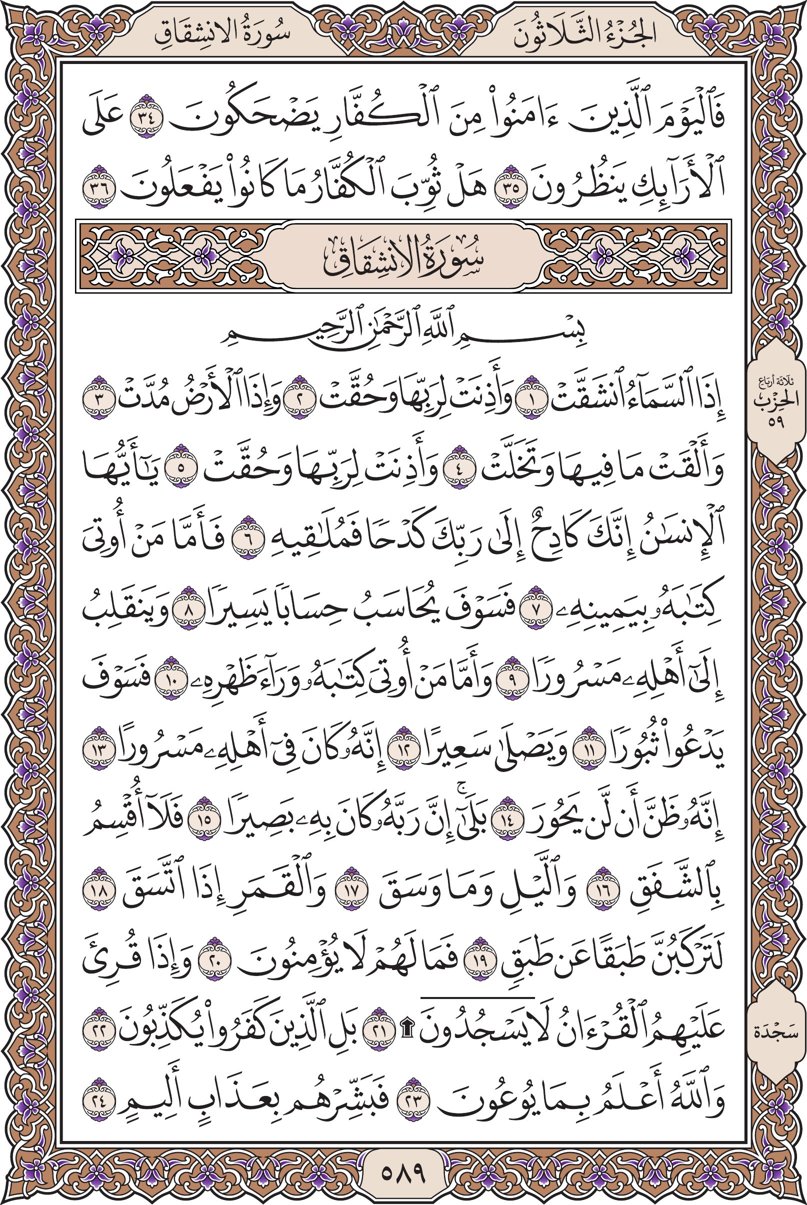 الجُزْءُ الثَّلَاثُونَ سُورَةُ الانشِقَاقِ
فَٱلۡيَوۡمَ ٱلَّذِينَ ءَامَنُواْ مِنَ ٱلۡكُفَّارِ يَضۡحَكُونَ ٣٤ عَلَى
ٱلۡأَرَآئِكِ يَنظُرُونَ ٣٥ هَلۡ ثُوِّبَ ٱلۡكُفَّارُ مَا كَانُواْ يَفۡعَلُونَ ٣٦
سُورَةُ الانشِقَاقِ
بِسۡمِ ٱللَّهِ ٱلرَّحۡمَٰنِ ٱلرَّحِيمِ
إِذَا ٱلسَّمَآءُ ٱنشَقَّتۡ ١ وَأَذِنَتۡ لِرَبِّهَا وَحُقَّتۡ ٢ وَإِذَا ٱلۡأَرۡضُ مُدَّتۡ ٣
وَأَلۡقَتۡ مَا فِيهَا وَتَخَلَّتۡ ٤ وَأَذِنَتۡ لِرَبِّهَا وَحُقَّتۡ ٥ يَٰٓأَيُّهَا
ٱلۡإِنسَٰنُ إِنَّكَ كَادِحٌ إِلَىٰ رَبِّكَ كَدۡحٗا فَمُلَٰقِيهِ ٦ فَأَمَّا مَنۡ أُوتِيَ
كِتَٰبَهُۥ بِيَمِينِهِۦ ٧ فَسَوۡفَ يُحَاسَبُ حِسَابٗا يَسِيرٗا ٨ وَيَنقَلِبُ
إِلَىٰٓ أَهۡلِهِۦ مَسۡرُورٗا ٩ وَأَمَّا مَنۡ أُوتِيَ كِتَٰبَهُۥ وَرَآءَ ظَهۡرِهِۦ ١٠ فَسَوۡفَ
يَدۡعُواْ ثُبُورٗا ١١ وَيَصۡلَىٰ سَعِيرًا ١٢ إِنَّهُۥ كَانَ فِيٓ أَهۡلِهِۦ مَسۡرُورًا ١٣
إِنَّهُۥ ظَنَّ أَن لَّن يَحُورَ ١٤ بَلَىٰٓۚ إِنَّ رَبَّهُۥ كَانَ بِهِۦ بَصِيرٗا ١٥ فَلَآ أُقۡسِمُ
بِٱلشَّفَقِ ١٦ وَٱلَّيۡلِ وَمَا وَسَقَ ١٧ وَٱلۡقَمَرِ إِذَا ٱتَّسَقَ ١٨
لَتَرۡكَبُنَّ طَبَقًا عَن طَبَقٖ ١٩ فَمَا لَهُمۡ لَا يُؤۡمِنُونَ ٢٠ وَإِذَا قُرِئَ
عَلَيۡهِمُ ٱلۡقُرۡءَانُ لَا يَسۡجُدُونَۤ ۩ ٢١ بَلِ ٱلَّذِينَ كَفَرُواْ يُكَذِّبُونَ ٢٢
وَٱللَّهُ أَعۡلَمُ بِمَا يُوعُونَ ٢٣ فَبَشِّرۡهُم بِعَذَابٍ أَلِيمٍ ٢٤
ثلاثة أرباع
الحِزْب
٥٩
سَجْدَة
٥٨٩